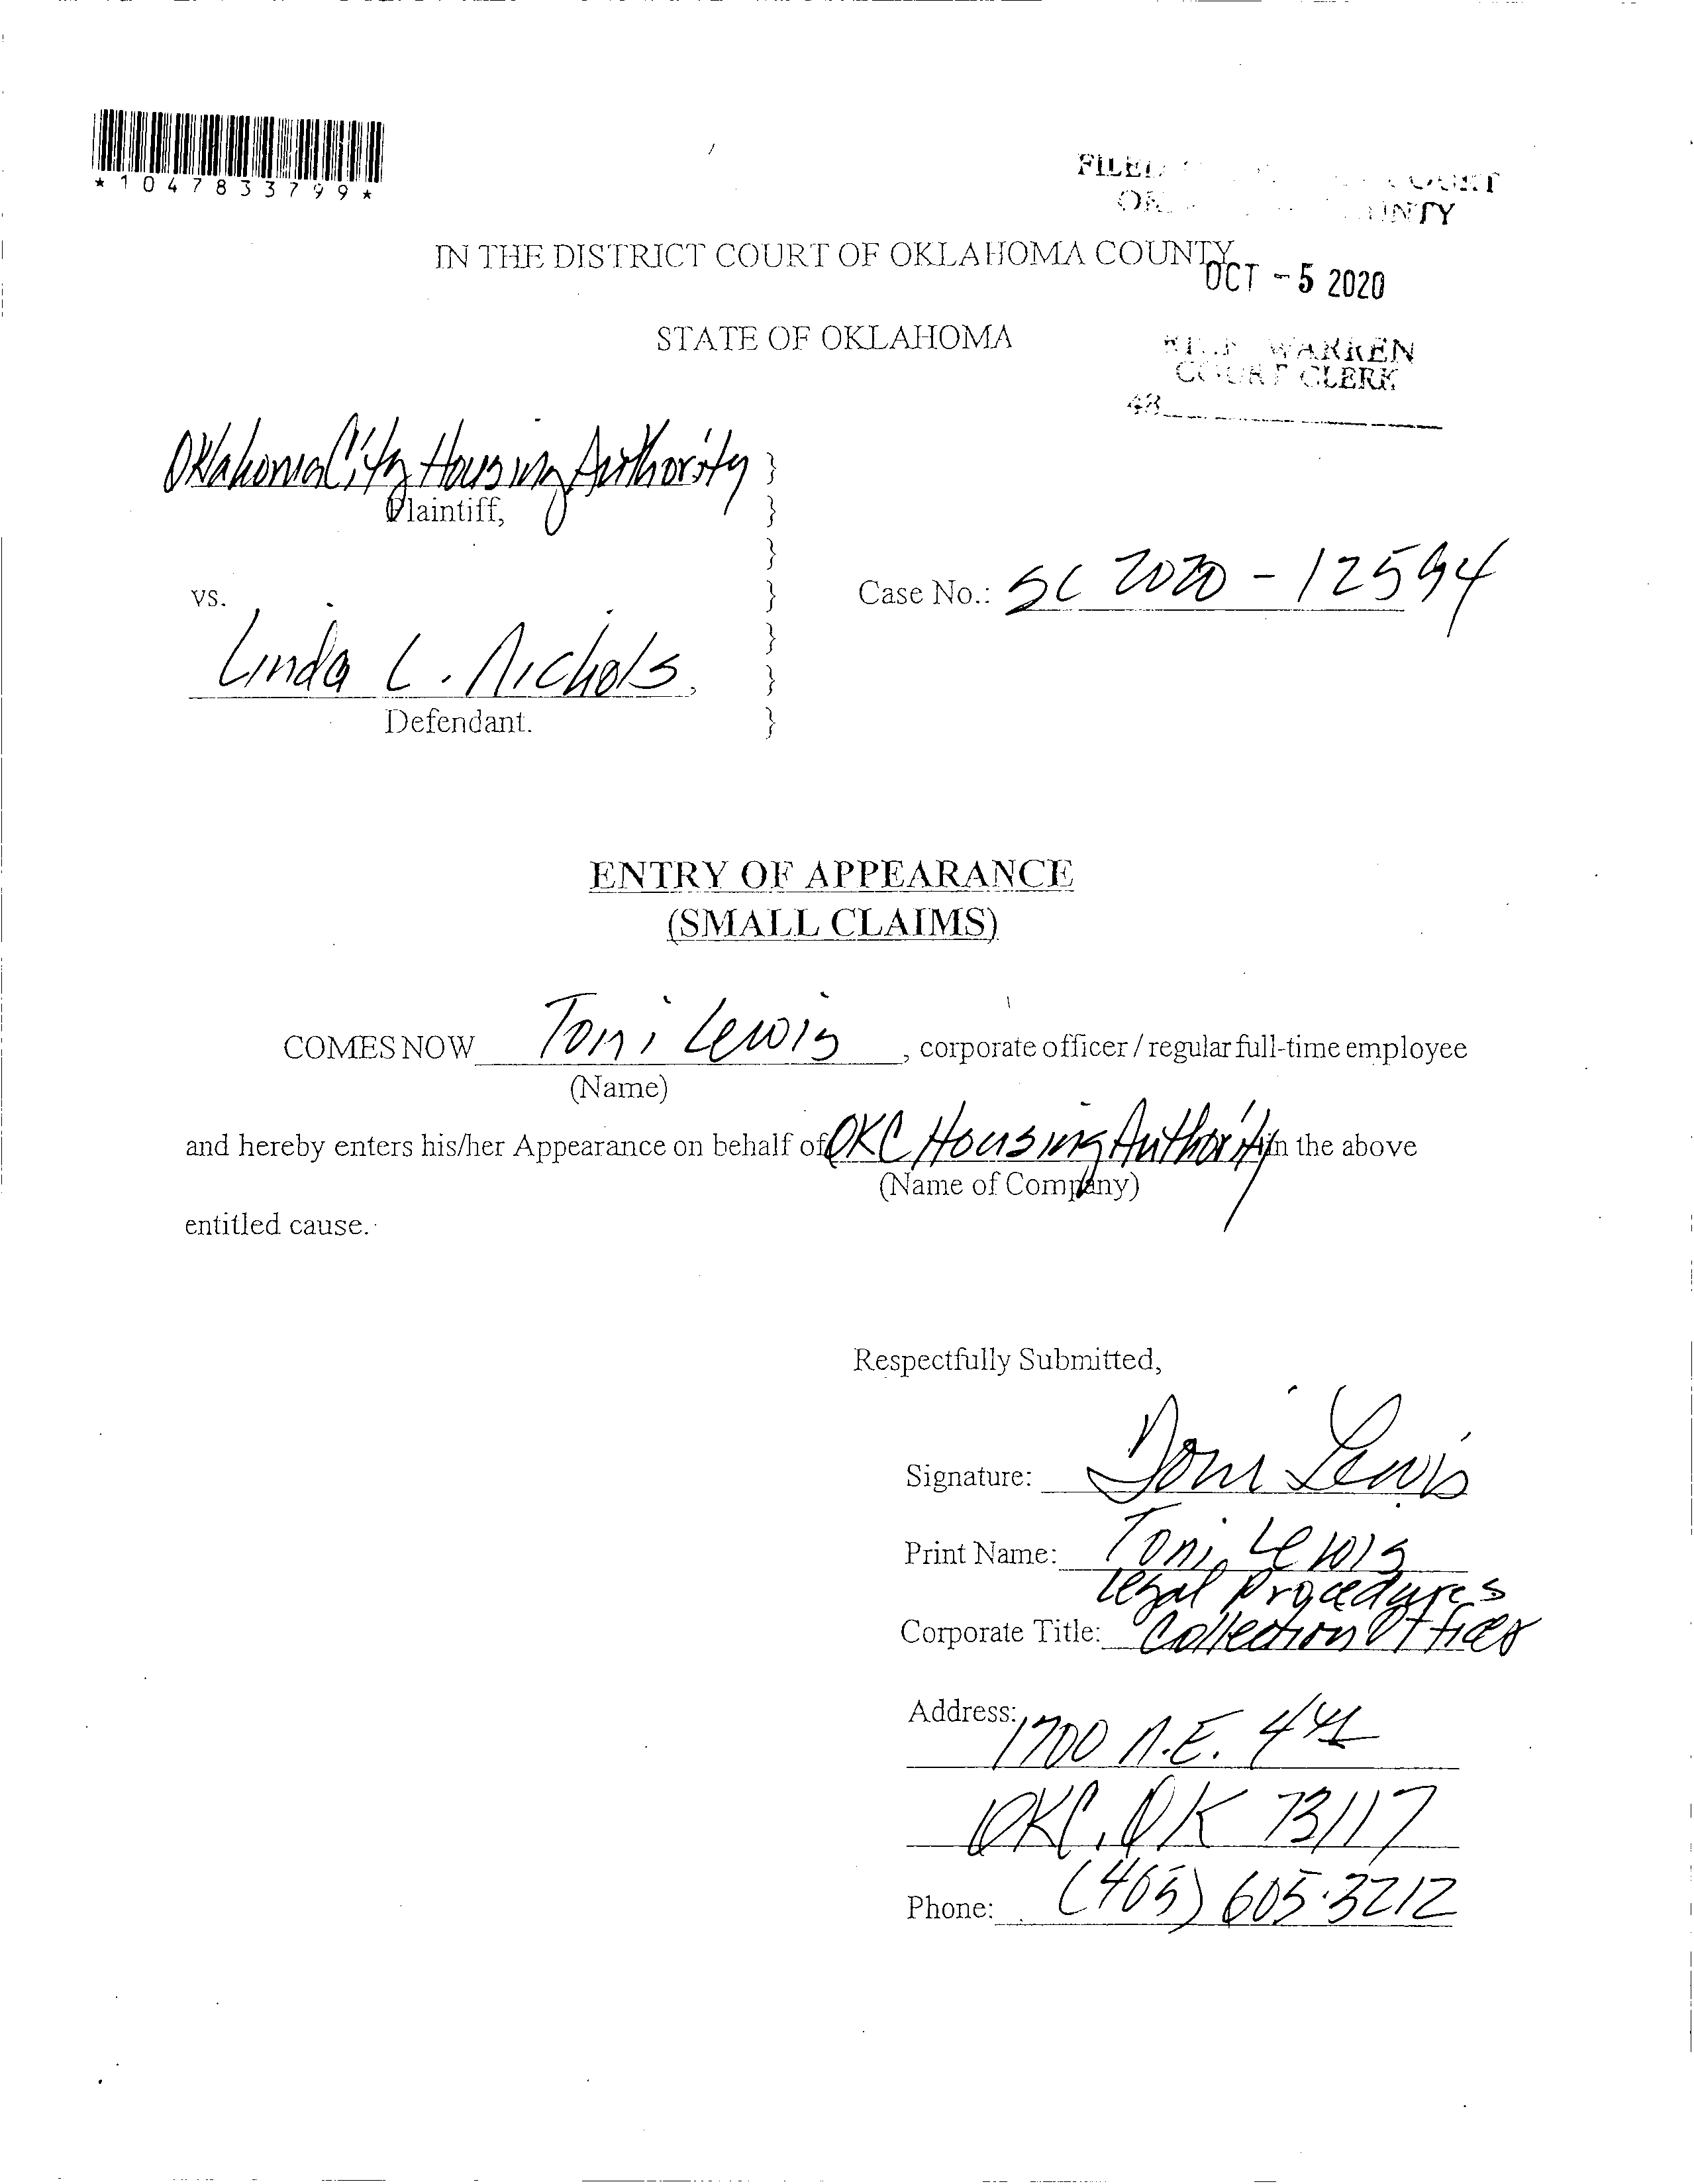 *1047833799*
FILED COURT
UNTY
IN THE DISTRICT COURT OF OKLAHOMA COUNTY
OCT - 5 2020
STATE OF OKLAHOMA
WARREN
COURT CLERK
48
Oklahoma City Housing Authority }
Plaintiff, }
}
vs. } Case No.: SC 2020 - 12594
}
Linda L. Nichols, }
Defendant. }
ENTRY OF APPEARANCE
(SMALL CLAIMS)
COMES NOW Toni Lewis, corporate officer / regular full-time employee
(Name)
and hereby enters his/her Appearance on behalf of OKC Housing Authority in the above
(Name of Company)
entitled cause.
Respectfully Submitted,
Signature: Toni Lewis
Print Name: Toni Lewis
Legal Procedures
Corporate Title: Collection Officer
Address:
1700 N.E. 4th
OKC, OK 73117
Phone: (405) 605-3212